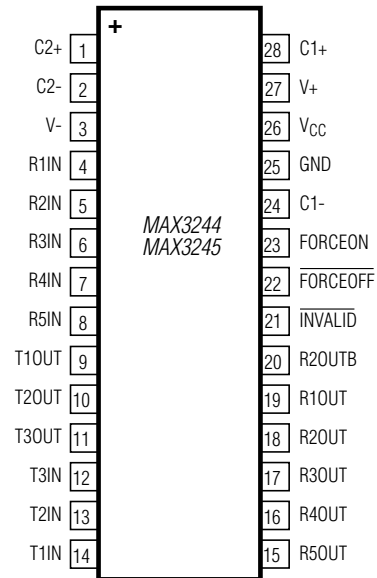 +
C2+ 1 28 C1+
C2- 2 27 V+
V- 3 26 VCC
R1IN 4 25 GND
R2IN 5 24 C1-
R3IN 6 MAX3244 23 FORCEON
R4IN 7 MAX3245 22 FORCEOFF
R5IN 8 21 INVALID
T1OUT 9 20 R2OUTB
T2OUT 10 19 R1OUT
T3OUT 11 18 R2OUT
T3IN 12 17 R3OUT
T2IN 13 16 R4OUT
T1IN 14 15 R5OUT